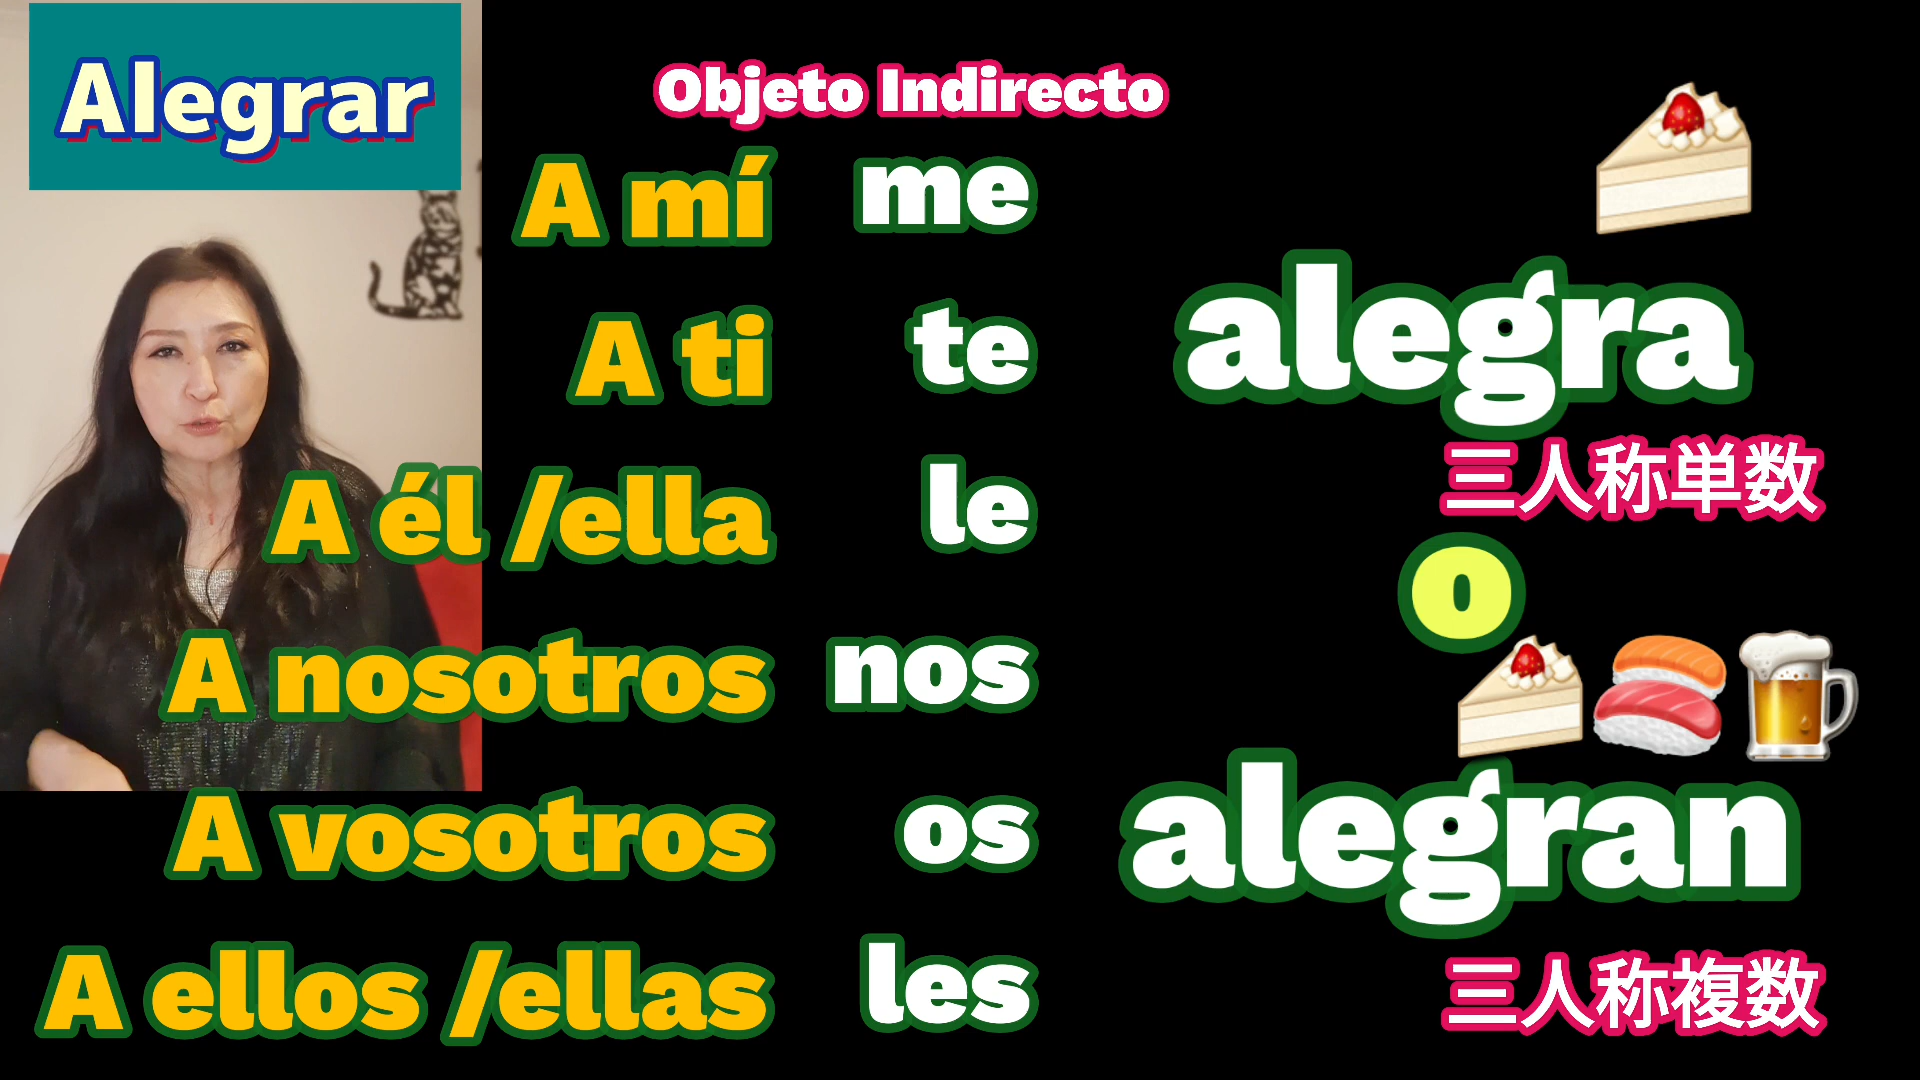 Alegrar
Objeto Indirecto
A mí me
A ti te
A él /ella le
A nosotros nos
A vosotros os
A ellos /ellas les
alegra
三人称単数
o
alegran
三人称複数